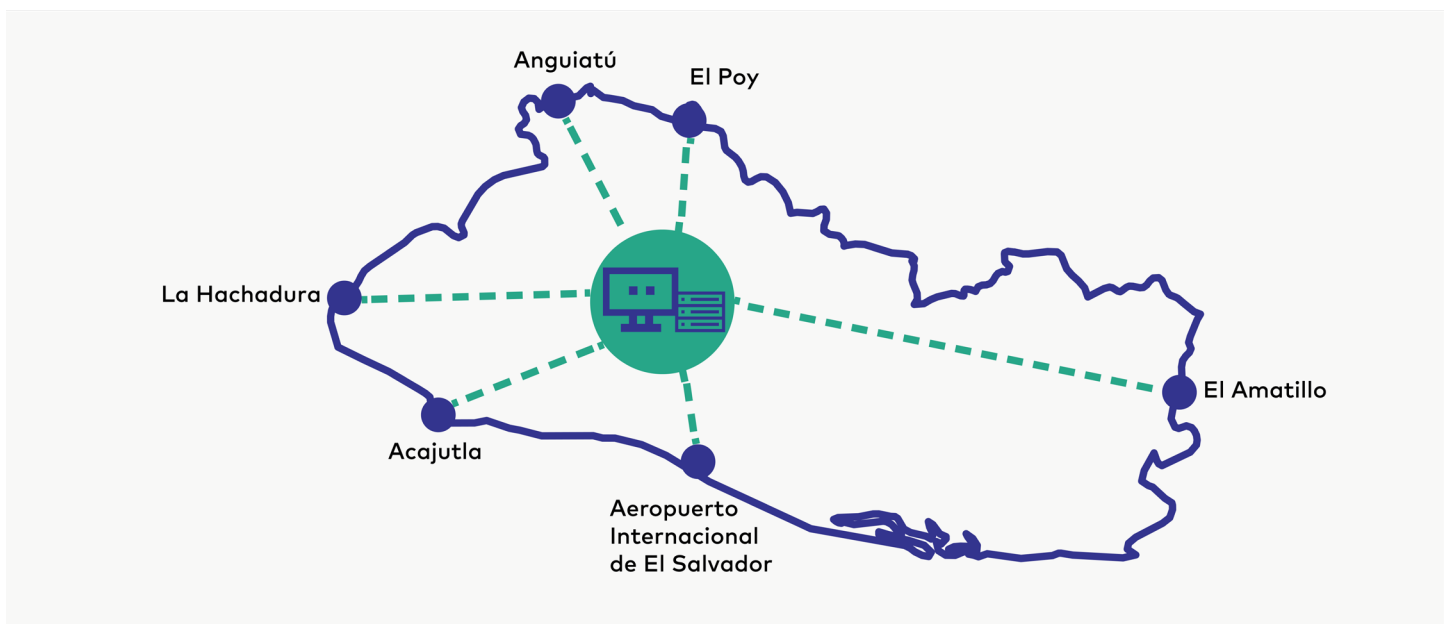 Anguiatú
El Poy
La Hachadura
El Amatillo
Acajutla
Aeropuerto
Internacional
de El Salvador